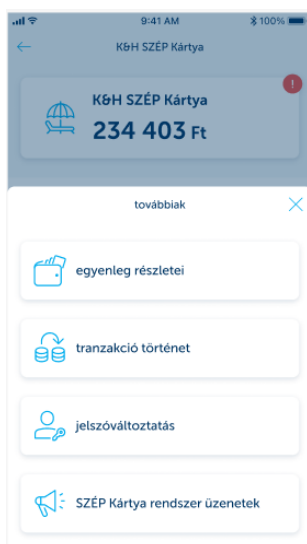 9:41 AM
100%
K&H SZÉP Kártya
!
K&H SZÉP Kártya
234 403 Ft
továbbiak
egyenleg részletei
tranzakció történet
jelszóváltoztatás
SZÉP Kártya rendszer üzenetek